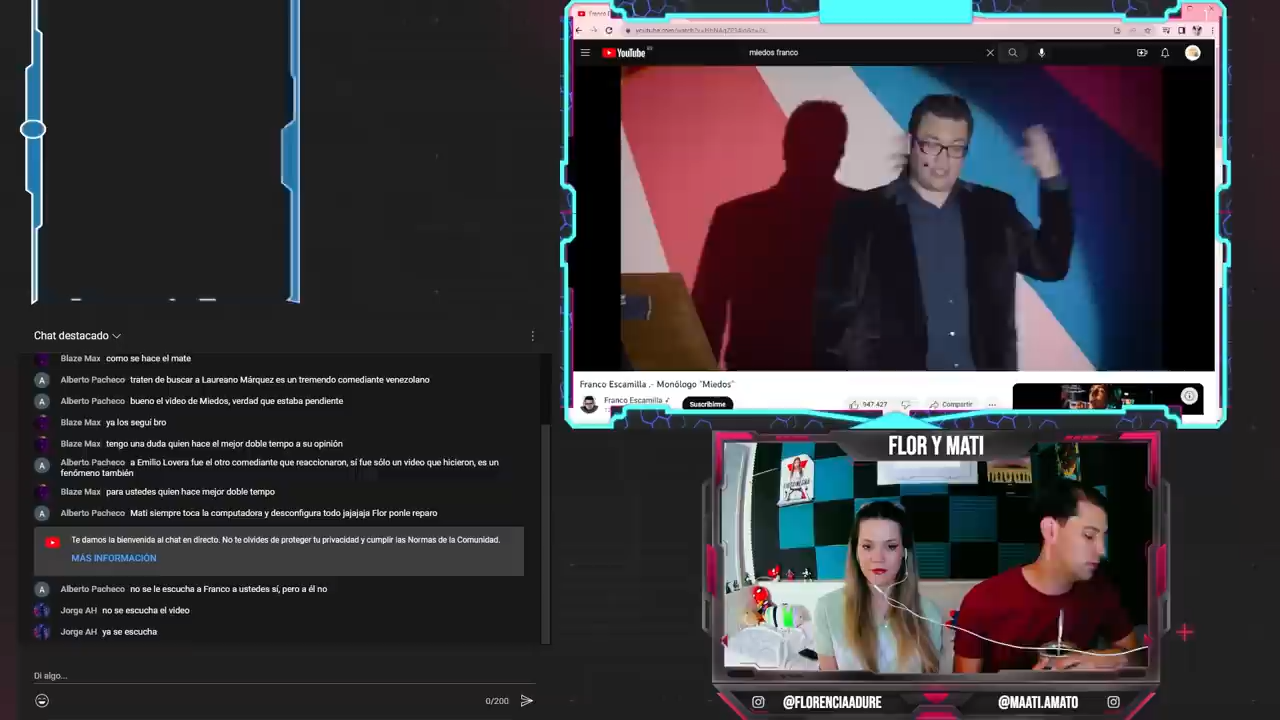 Chat destacado
Blaze Max como se hace el mate
Alberto Pacheco traten de buscar a Laureano Márquez es un tremendo comediante venezolano
Alberto Pacheco bueno el video de Miedos, verdad que estaba pendiente
Blaze Max ya los seguí bro
Blaze Max tengo una duda quien hace el mejor doble tempo a su opinión
Alberto Pacheco a Emilio Lovera fue el otro comediante que reaccionaron, sí fue sólo un video que hicieron, es un
fenómeno también
Blaze Max para ustedes quien hace mejor doble tempo
Alberto Pacheco Mati siempre toca la computadora y desconfigura todo jajajaja Flor ponle reparo
Te damos la bienvenida al chat en directo. No te olvides de proteger tu privacidad y cumplir las Normas de la Comunidad.
MÁS INFORMACIÓN
Alberto Pacheco no se le escucha a Franco a ustedes sí, pero a él no
Jorge AH no se escucha el video
Jorge AH ya se escucha
Di algo...
0/200
YouTube
miedos franco
Franco Escamilla .- Monólogo "Miedos"
Franco Escamilla
Suscribirme
947.427
Compartir
FLOR Y MATI
@FLORENCIAADURE
@MAATI.AMATO